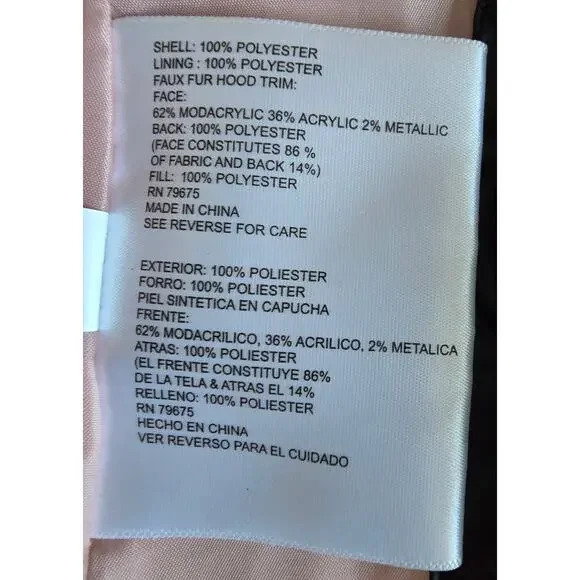 SHELL: 100% POLYESTER
LINING : 100% POLYESTER
FAUX FUR HOOD TRIM:
FACE:
62% MODACRYLIC 36% ACRYLIC 2% METALLIC
BACK: 100% POLYESTER
(FACE CONSTITUTES 86 %
OF FABRIC AND BACK 14%)
FILL: 100% POLYESTER
RN 79675
MADE IN CHINA
SEE REVERSE FOR CARE
EXTERIOR: 100% POLIESTER
FORRO: 100% POLIESTER
PIEL SINTETICA EN CAPUCHA
FRENTE:
62% MODACRILICO, 36% ACRILICO, 2% METALICA
ATRAS: 100% POLIESTER
(EL FRENTE CONSTITUYE 86%
DE LA TELA & ATRAS EL 14%
RELLENO: 100% POLIESTER
RN 79675
HECHO EN CHINA
VER REVERSO PARA EL CUIDADO